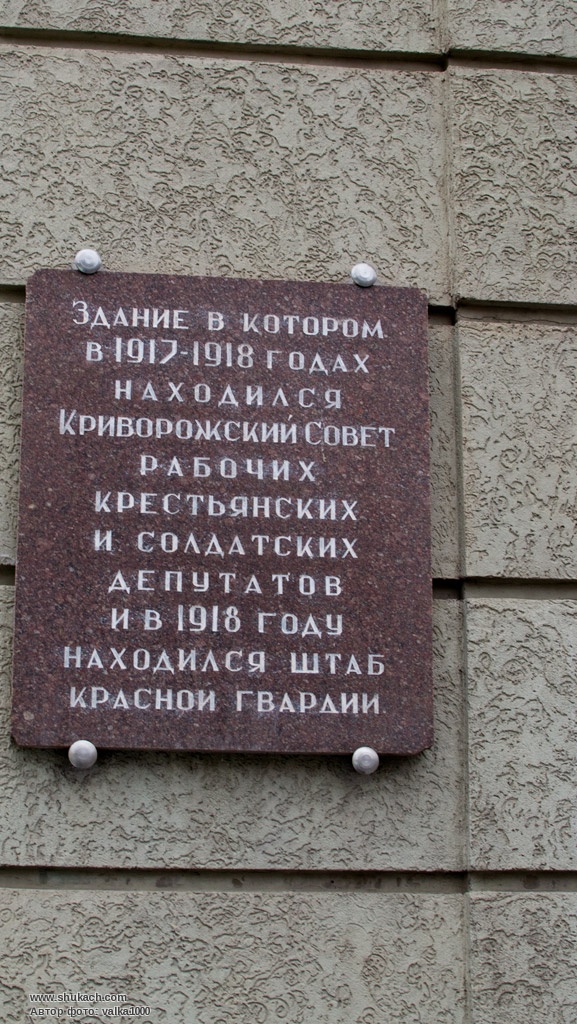 Здание в котором
в 1917-1918 годах
находился
Криворожский Совет
рабочих
крестьянских
и солдатских
депутатов
и в 1918 году
находился штаб
красной гвардии
www.shukach.com
Автор фото: valka1000